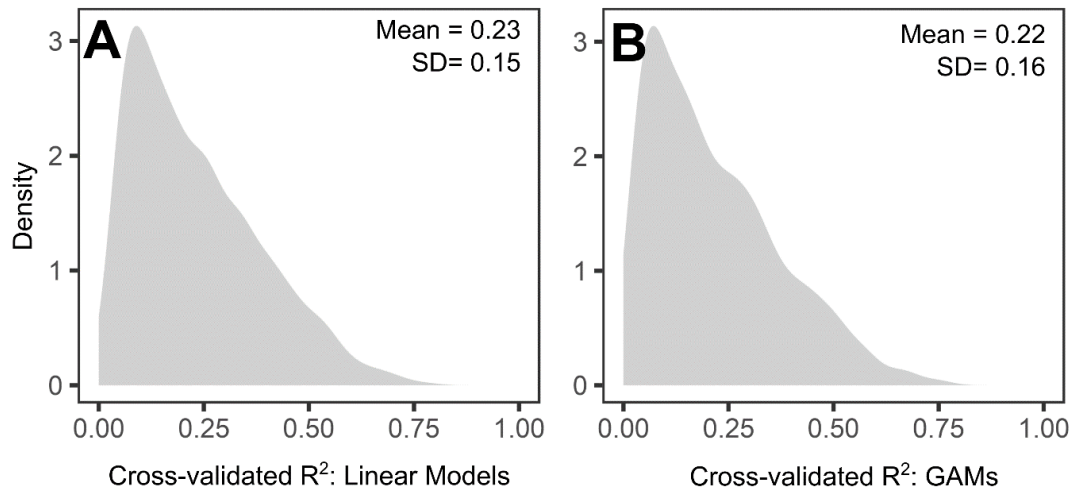 A
Mean = 0.23
SD= 0.15
Density
3
2
1
0
0.00 0.25 0.50 0.75 1.00
Cross-validated R²: Linear Models
B
Mean = 0.22
SD= 0.16
3
2
1
0
0.00 0.25 0.50 0.75 1.00
Cross-validated R²: GAMs